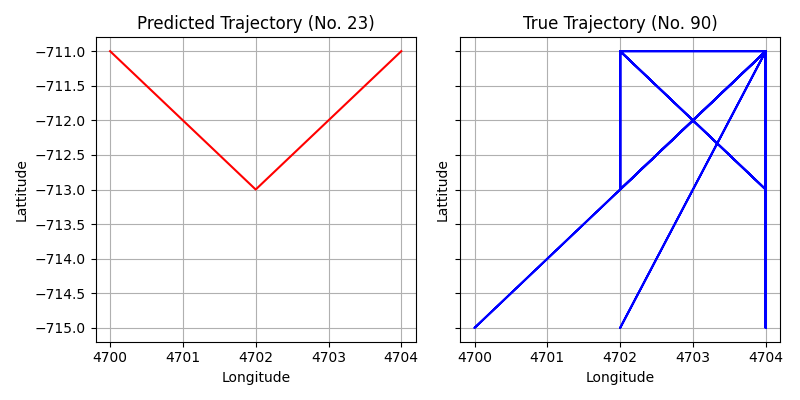 Predicted Trajectory (No. 23)
−711.0
−711.5
−712.0
−712.5
−713.0
−713.5
−714.0
−714.5
−715.0
Lattitude
4700 4701 4702 4703 4704
Longitude
True Trajectory (No. 90)
Lattitude
4700 4701 4702 4703 4704
Longitude